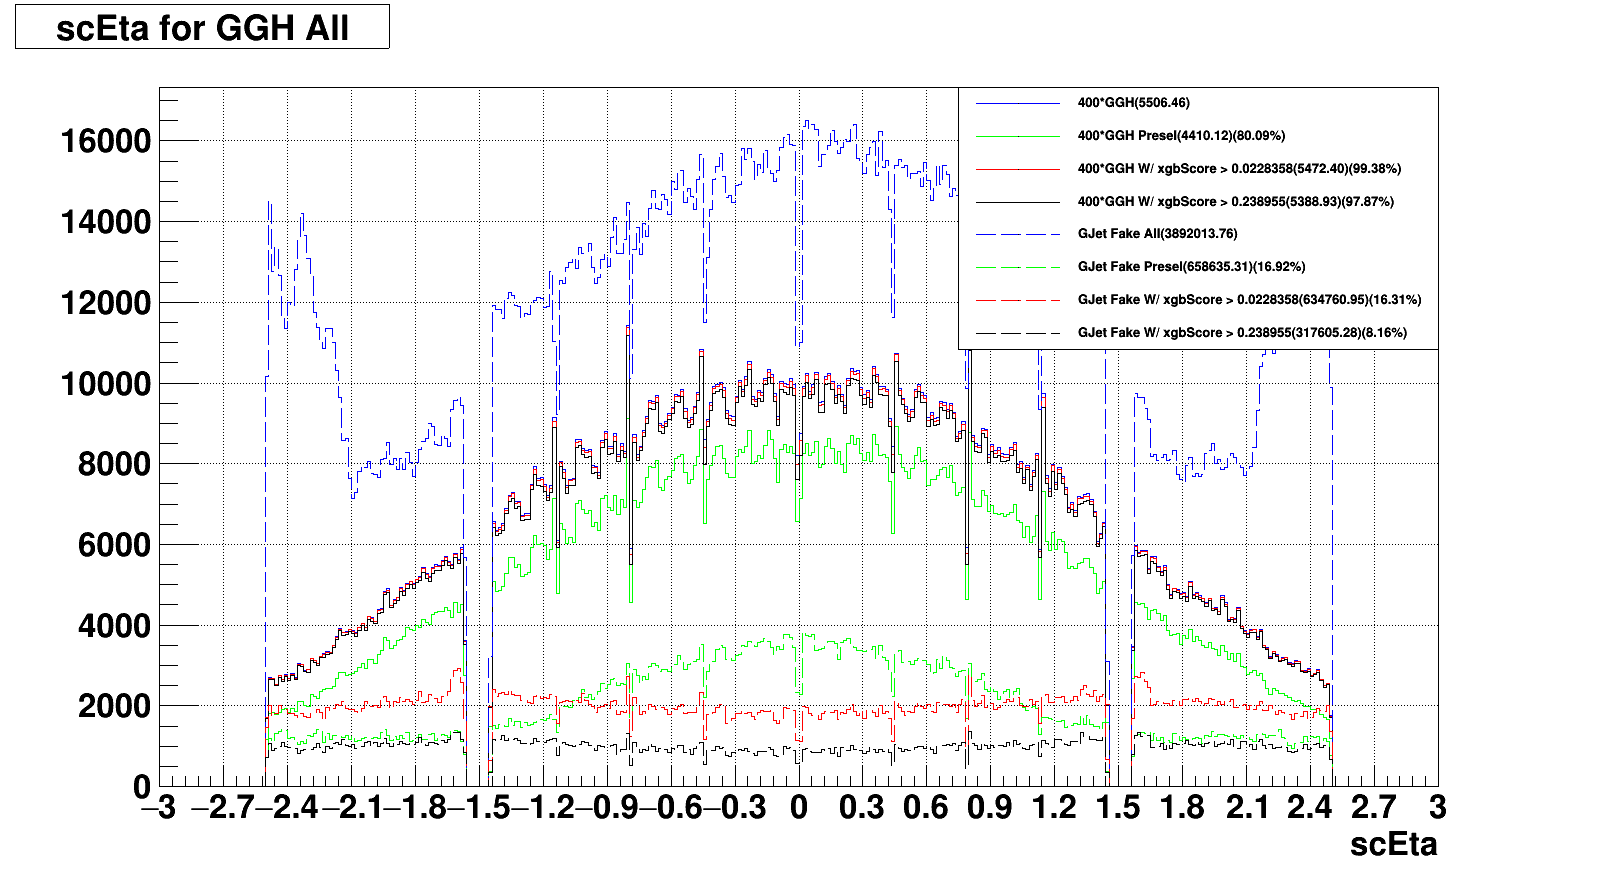 scEta for GGH All
400*GGH(5506.46)
400*GGH Presel(4410.12)(80.09%)
400*GGH W/ xgbScore > 0.0228358(5472.40)(99.38%)
400*GGH W/ xgbScore > 0.238955(5388.93)(97.87%)
GJet Fake All(3892013.76)
GJet Fake Presel(658635.31)(16.92%)
GJet Fake W/ xgbScore > 0.0228358(634760.95)(16.31%)
GJet Fake W/ xgbScore > 0.238955(317605.28)(8.16%)
16000
14000
12000
10000
8000
6000
4000
2000
0
−3 −2.7 −2.4 −2.1 −1.8 −1.5 −1.2 −0.9 −0.6 −0.3 0 0.3 0.6 0.9 1.2 1.5 1.8 2.1 2.4 2.7 3
scEta